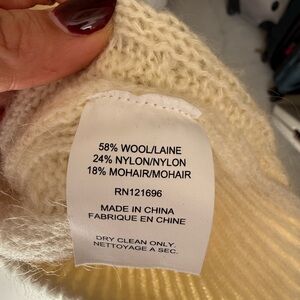 58% WOOL/LAINE
24% NYLON/NYLON
18% MOHAIR/MOHAIR
RN121696
MADE IN CHINA
FABRIQUE EN CHINE
DRY CLEAN ONLY.
NETTOYAGE A SEC.